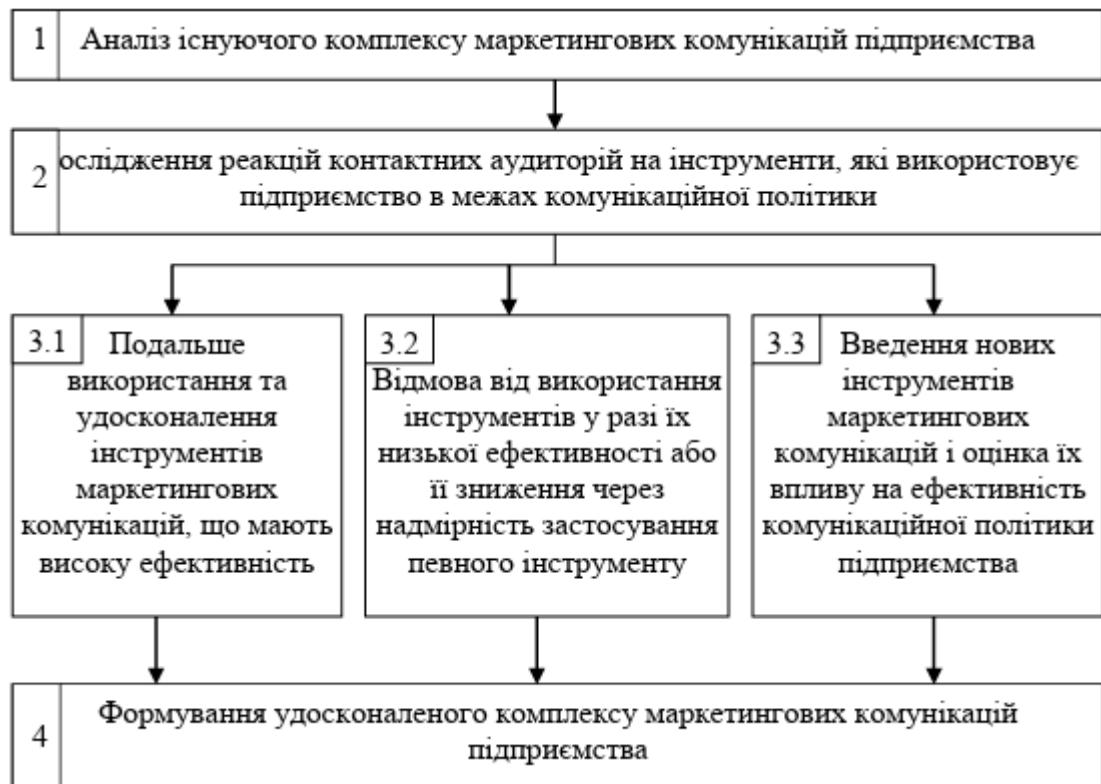 1 Аналіз існуючого комплексу маркетингових комунікацій підприємства
2 ослідження реакцій контактних аудиторій на інструменти, які використовує
підприємство в межах комунікаційної політики
3.1 Подальше
використання та
удосконалення
інструментів
маркетингових
комунікацій, що мають
високу ефективність
3.2
Відмова від використання
інструментів у разі їх
низької ефективності або
її зниження через
надмірність застосування
певного інструменту
3.3 Введення нових
інструментів
маркетингових
комунікацій і оцінка їх
впливу на ефективність
комунікаційної політики
підприємства
4 Формування удосконаленого комплексу маркетингових комунікацій
підприємства